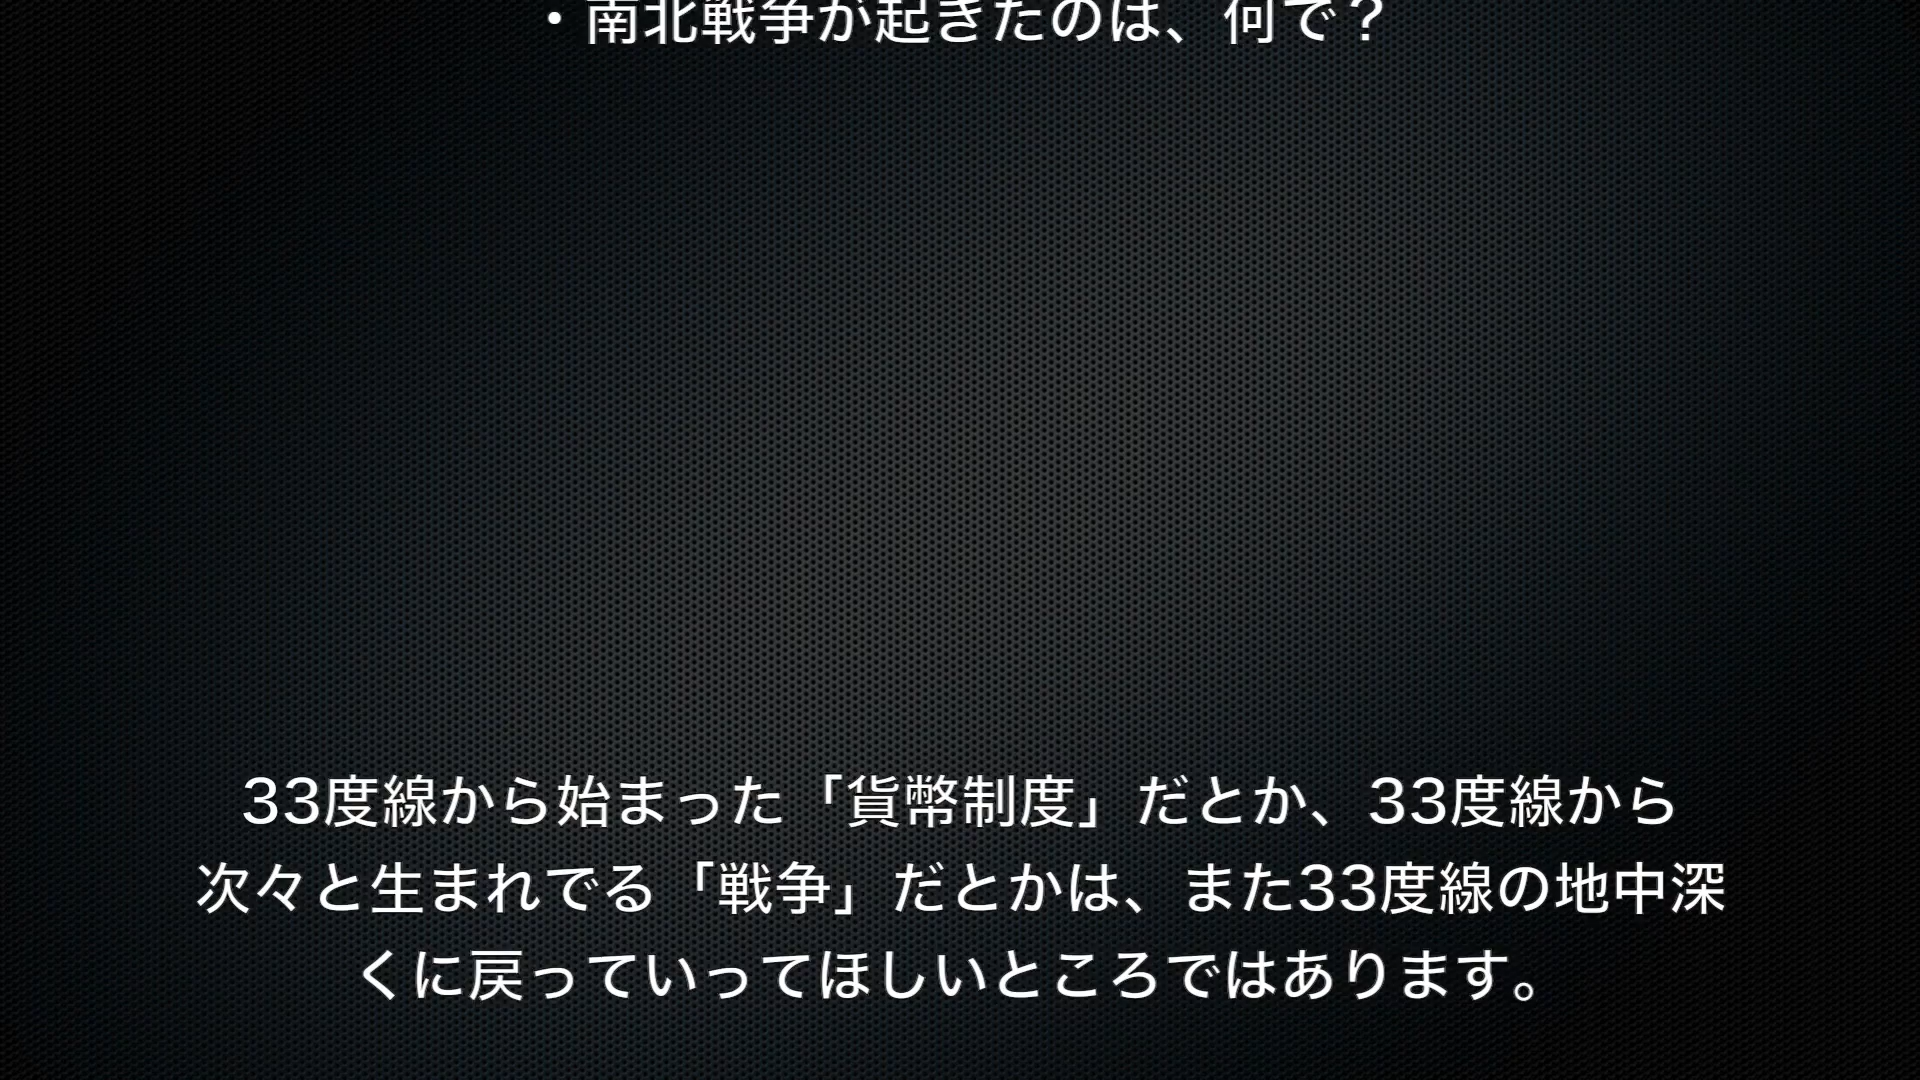 ・南北戦争が起きたのは、何で？
33度線から始まった「貨幣制度」だとか、33度線から
次々と生まれでる「戦争」だとかは、また33度線の地中深
くに戻っていってほしいところではあります。